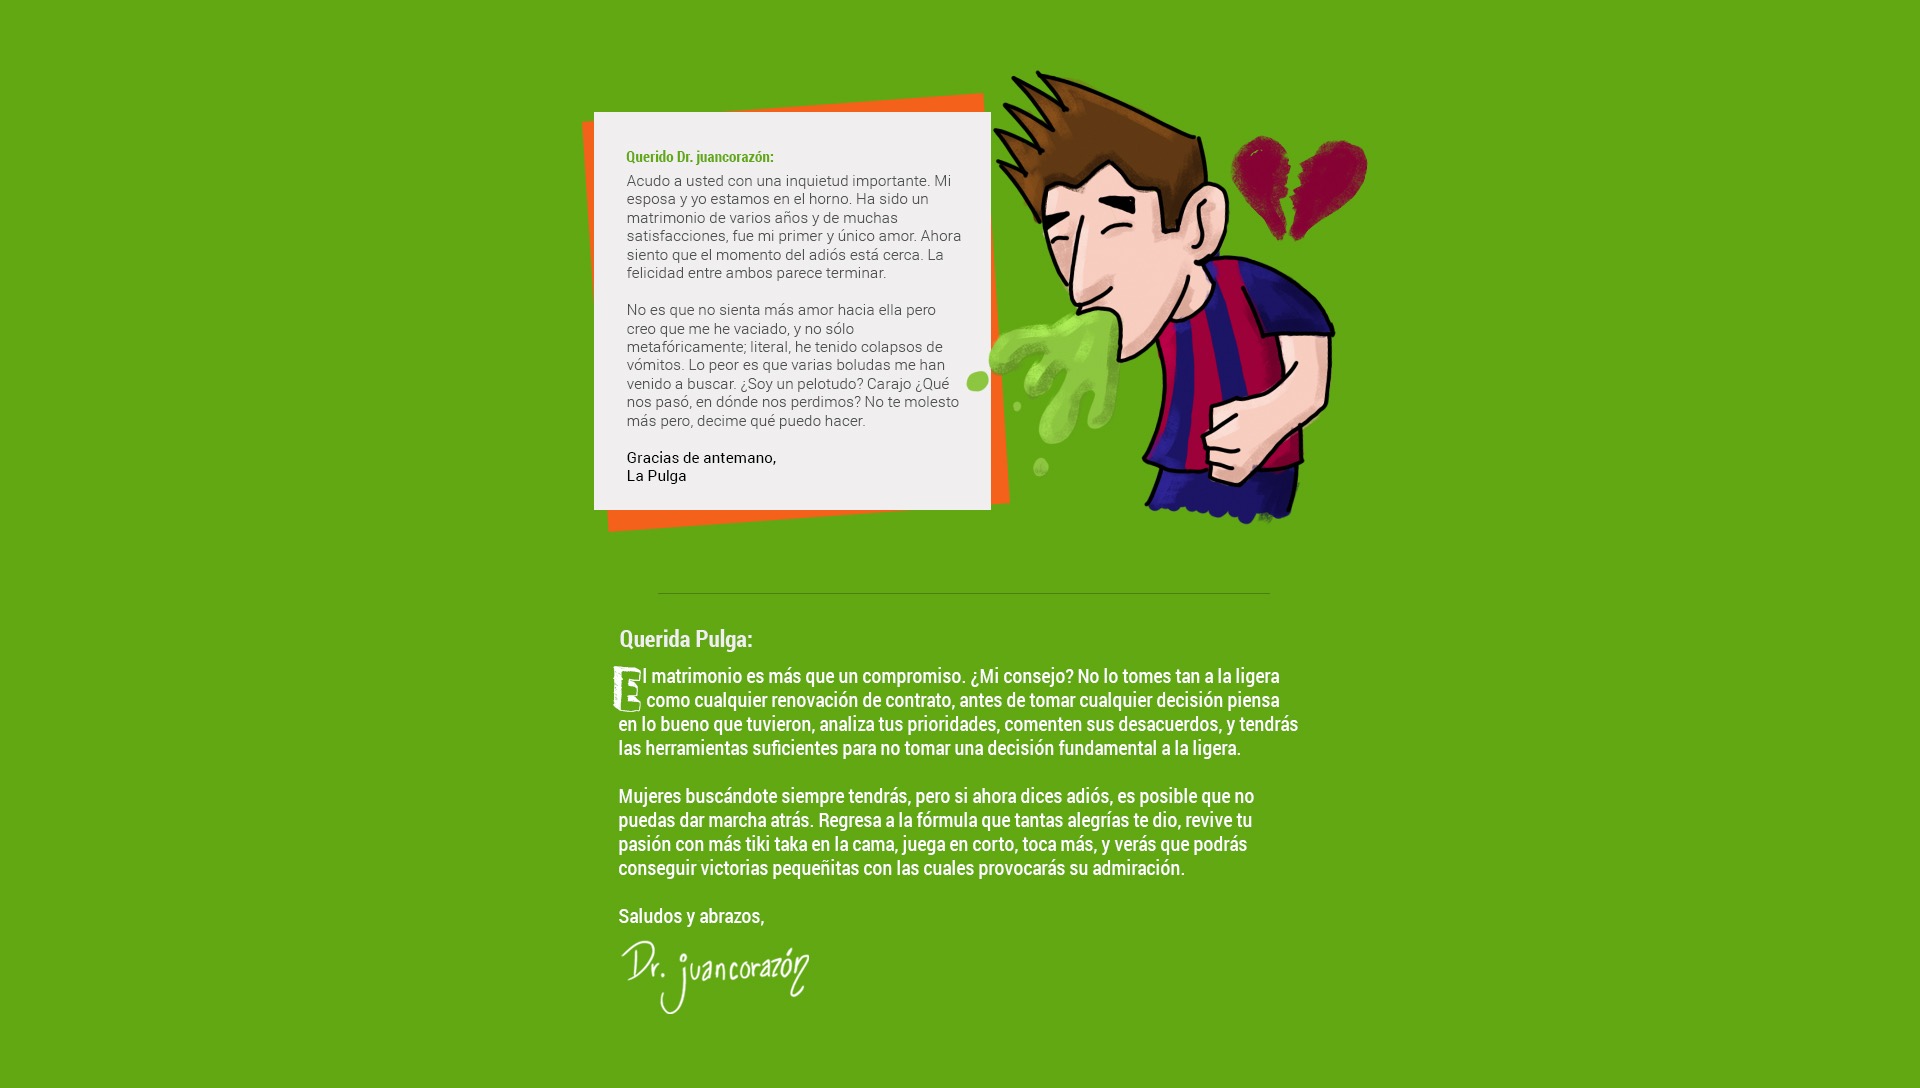 Querido Dr. juancorazón:
Acudo a usted con una inquietud importante. Mi
esposa y yo estamos en el horno. Ha sido un
matrimonio de varios años y de muchas
satisfacciones, fue mi primer y único amor. Ahora
siento que el momento del adiós está cerca. La
felicidad entre ambos parece terminar.
No es que no sienta más amor hacia ella pero
creo que me he vaciado, y no sólo
metafóricamente; literal, he tenido colapsos de
vómitos. Lo peor es que varias boludas me han
venido a buscar. ¿Soy un pelotudo? Carajo ¿Qué
nos pasó, en dónde nos perdimos? No te molesto
más pero, decime qué puedo hacer.
Gracias de antemano,
La Pulga
Querida Pulga:
El matrimonio es más que un compromiso. ¿Mi consejo? No lo tomes tan a la ligera
como cualquier renovación de contrato, antes de tomar cualquier decisión piensa
en lo bueno que tuvieron, analiza tus prioridades, comenten sus desacuerdos, y tendrás
las herramientas suficientes para no tomar una decisión fundamental a la ligera.
Mujeres buscándote siempre tendrás, pero si ahora dices adiós, es posible que no
puedas dar marcha atrás. Regresa a la fórmula que tantas alegrías te dio, revive tu
pasión con más tiki taka en la cama, juega en corto, toca más, y verás que podrás
conseguir victorias pequeñitas con las cuales provocarás su admiración.
Saludos y abrazos,
Dr. juancorazón